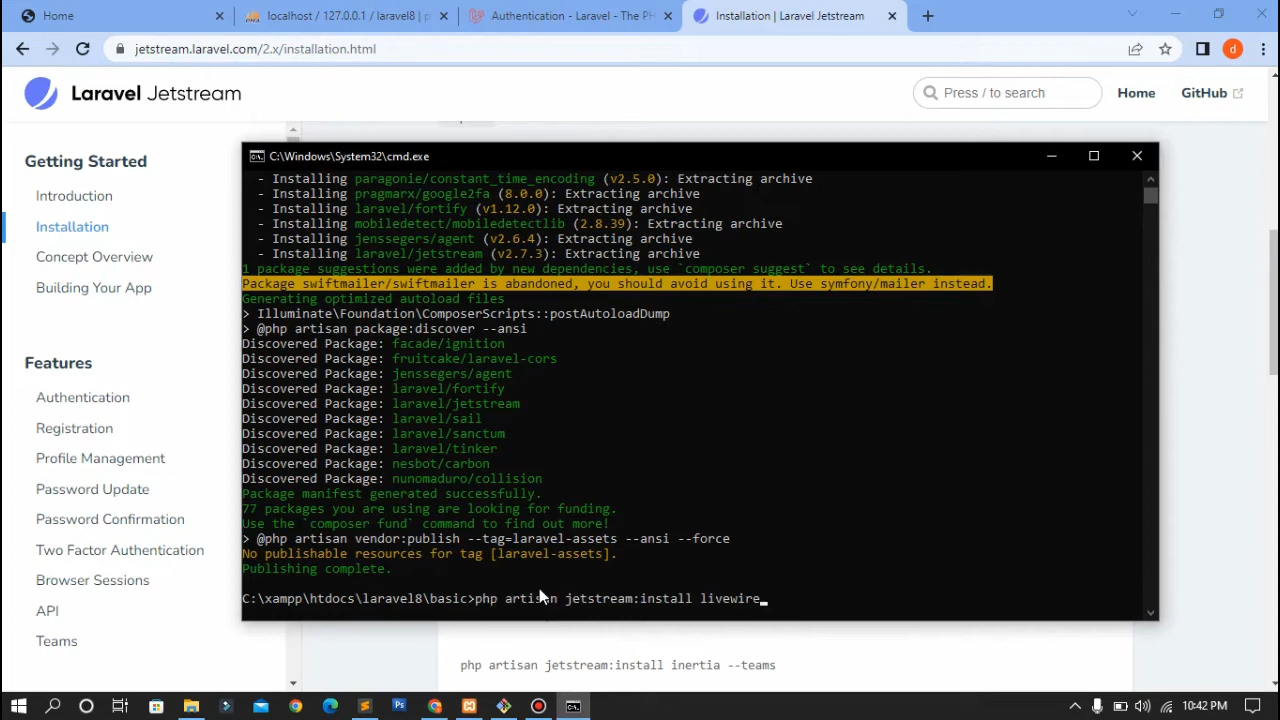 Home
localhost / 127.0.0.1 / laravel8 | p
Authentication - Laravel - The PH
Installation | Laravel Jetstream
jetstream.laravel.com/2.x/installation.html
d
Laravel Jetstream
Press / to search
Home
GitHub
Getting Started
Introduction
Installation
Concept Overview
Building Your App
Features
Authentication
Registration
Profile Management
Password Update
Password Confirmation
Two Factor Authentication
Browser Sessions
API
Teams
C:\Windows\System32\cmd.exe
- Installing paragonie/constant_time_encoding (v2.5.0): Extracting archive
- Installing pragmarx/google2fa (8.0.0): Extracting archive
- Installing laravel/fortify (v1.12.0): Extracting archive
- Installing mobiledetect/mobiledetectlib (2.8.39): Extracting archive
- Installing jenssegers/agent (v2.6.4): Extracting archive
- Installing laravel/jetstream (v2.7.3): Extracting archive
1 package suggestions were added by new dependencies, use `composer suggest` to see details.
Package swiftmailer/swiftmailer is abandoned, you should avoid using it. Use symfony/mailer instead.
Generating optimized autoload files
> Illuminate\Foundation\ComposerScripts::postAutoloadDump
> @php artisan package:discover --ansi
Discovered Package: facade/ignition
Discovered Package: fruitcake/laravel-cors
Discovered Package: jenssegers/agent
Discovered Package: laravel/fortify
Discovered Package: laravel/jetstream
Discovered Package: laravel/sail
Discovered Package: laravel/sanctum
Discovered Package: laravel/tinker
Discovered Package: nesbot/carbon
Discovered Package: nunomaduro/collision
Package manifest generated successfully.
77 packages you are using are looking for funding.
Use the `composer fund` command to find out more!
> @php artisan vendor:publish --tag=laravel-assets --ansi --force
No publishable resources for tag [laravel-assets].
Publishing complete.
C:\xampp\htdocs\laravel8\basic>php artisan jetstream:install livewire
php artisan jetstream:install inertia --teams
10:42 PM